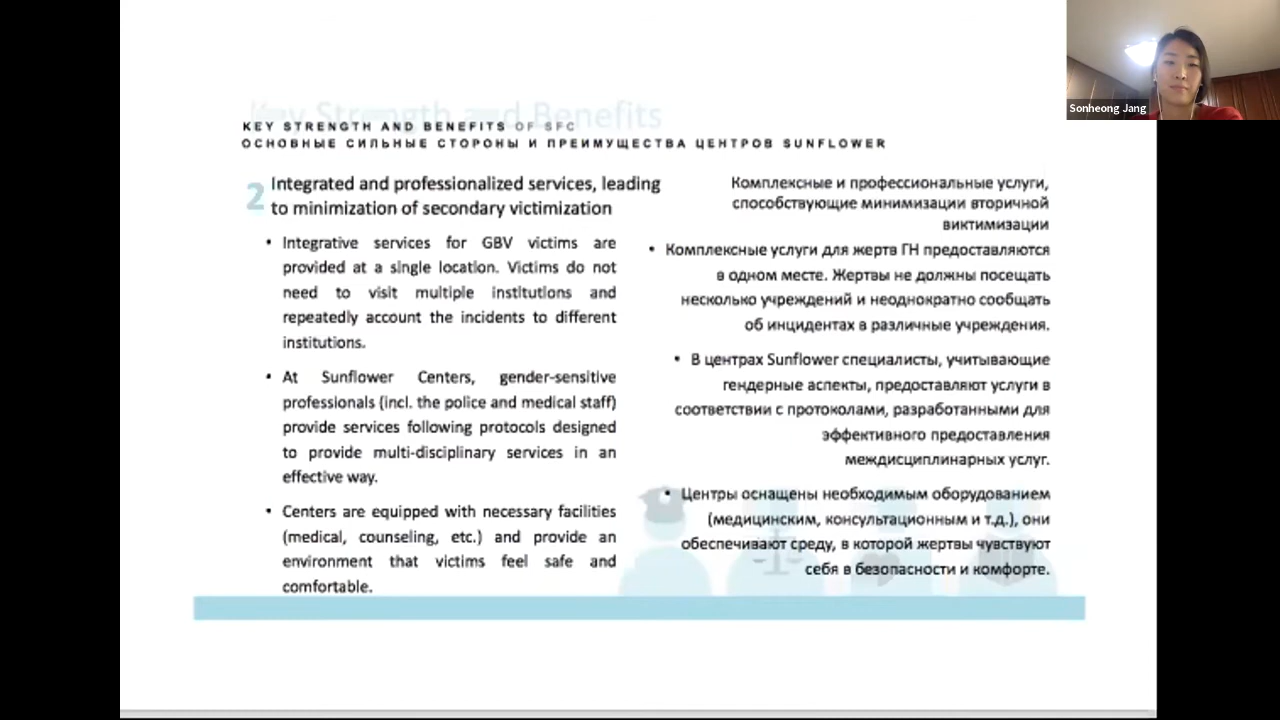 Key Strength and Benefits
KEY STRENGTH AND BENEFITS OF SFC
ОСНОВНЫЕ СИЛЬНЫЕ СТОРОНЫ И ПРЕИМУЩЕСТВА ЦЕНТРОВ SUNFLOWER
Sonheong Jang
2
Integrated and professionalized services, leading
to minimization of secondary victimization
• Integrative services for GBV victims are
provided at a single location. Victims do not
need to visit multiple institutions and
repeatedly account the incidents to different
institutions.
• At Sunflower Centers, gender-sensitive
professionals (incl. the police and medical staff)
provide services following protocols designed
to provide multi-disciplinary services in an
effective way.
• Centers are equipped with necessary facilities
(medical, counseling, etc.) and provide an
environment that victims feel safe and
comfortable.
Комплексные и профессиональные услуги,
способствующие минимизации вторичной
виктимизации
• Комплексные услуги для жертв ГН предоставляются
в одном месте. Жертвы не должны посещать
несколько учреждений и неоднократно сообщать
об инцидентах в различные учреждения.
• В центрах Sunflower специалисты, учитывающие
гендерные аспекты, предоставляют услуги в
соответствии с протоколами, разработанными для
эффективного предоставления
междисциплинарных услуг.
• Центры оснащены необходимым оборудованием
(медицинским, консультационным и т.д.), они
обеспечивают среду, в которой жертвы чувствуют
себя в безопасности и комфорте.